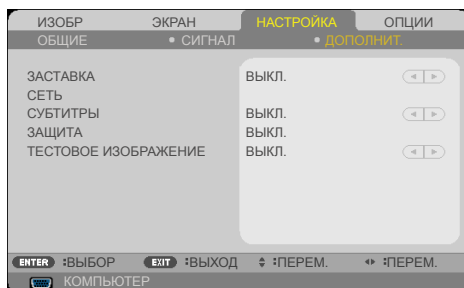 ИЗОБР ЭКРАН НАСТРОЙКА ОПЦИИ
ОБЩИЕ • СИГНАЛ • ДОПОЛНИТ.
ЗАСТАВКА ВЫКЛ.
СЕТЬ
СУБТИТРЫ ВЫКЛ.
ЗАЩИТА ВЫКЛ.
ТЕСТОВОЕ ИЗОБРАЖЕНИЕ ВЫКЛ.
ENTER :ВЫБОР EXIT :ВЫХОД :ПЕРЕМ. :ПЕРЕМ.
КОМПЬЮТЕР